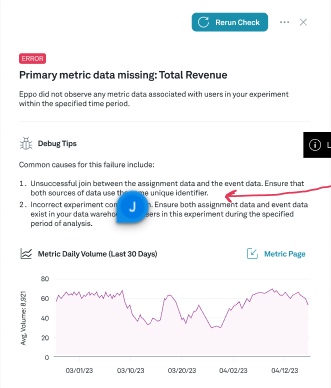 Rerun Check
ERROR
Primary metric data missing: Total Revenue
Eppo did not observe any metric data associated with users in your experiment
within the specified time period.
Debug Tips
Common causes for this failure include:
1. Unsuccessful join between the assignment data and the event data. Ensure that
both sources of data use the same unique identifier.
2. Incorrect experiment Ensure both assignment and event data
exist in your data users in this experiment during the specified
period of analysis.
J
Metric Daily Volume (Last 30 Days)
Metric Page
Avg. Volume: 8,921
80
60
40
20
0
03/01/23
03/10/23
03/20/23
04/02/23
04/12/23